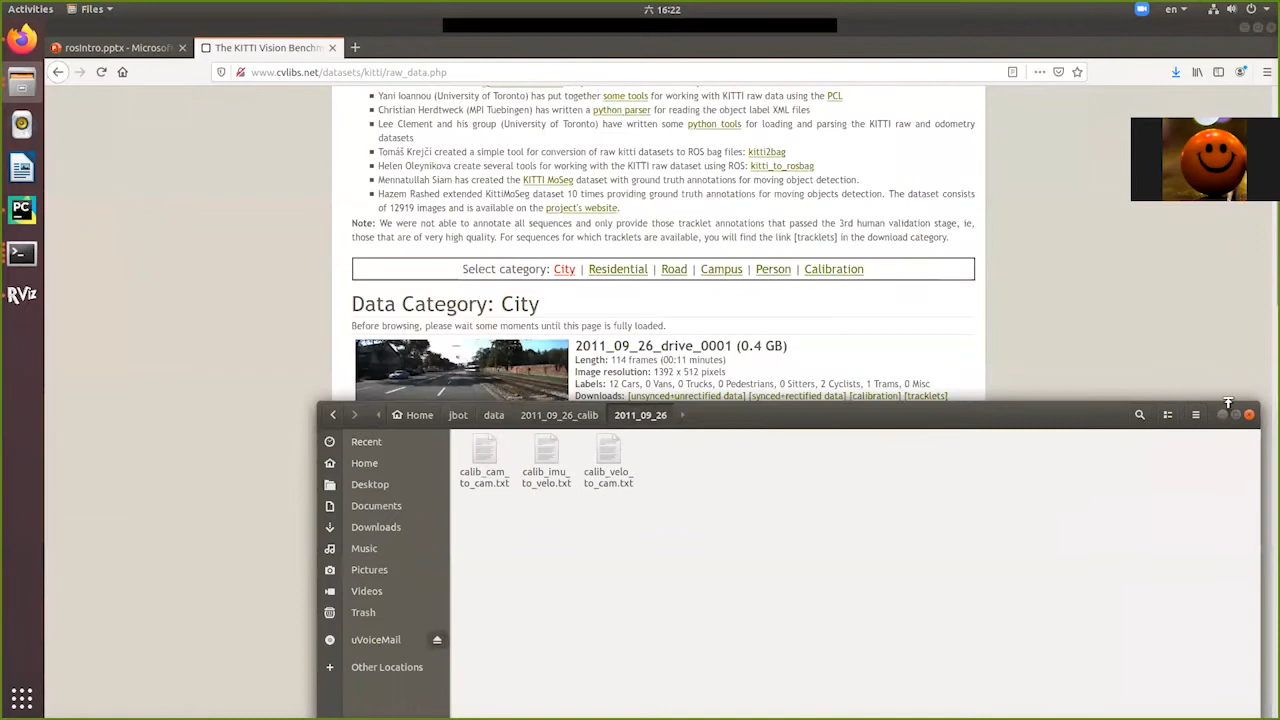 Activities
Files
六 16:22
en
rosIntro.pptx - Microsof
The KITTI Vision Benchm
www.cvlibs.net/datasets/kitti/raw_data.php
Yani Ioannou (University of Toronto) has put together some tools for working with KITTI raw data using the PCL
Christian Herdtweck (MPI Tuebingen) has written a python parser for reading the object label XML files
Lee Clement and his group (University of Toronto) have written some python tools for loading and parsing the KITTI raw and odometry
datasets
Tomáš Krejčí created a simple tool for conversion of raw kitti datasets to ROS bag files: kitti2bag
Helen Oleynikova create several tools for working with the KITTI raw dataset using ROS: kitti_to_rosbag
Mennatullah Siam has created the KITTI MoSeg dataset with ground truth annotations for moving object detection.
Hazem Rashed extended KittiMoSeg dataset 10 times providing ground truth annotations for moving objects detection. The dataset consists
of 12919 images and is available on the project's website.
Note: We were not able to annotate all sequences and only provide those tracklet annotations that passed the 3rd human validation stage, ie,
those that are of very high quality. For sequences for which tracklets are available, you will find the link [tracklets] in the download category.
Select category: City | Residential | Road | Campus | Person | Calibration
Data Category: City
Before browsing, please wait some moments until this page is fully loaded.
2011_09_26_drive_0001 (0.4 GB)
Length: 114 frames (00:11 minutes)
Image resolution: 1392 x 512 pixels
Labels: 12 Cars, 0 Vans, 0 Trucks, 0 Pedestrians, 0 Sitters, 2 Cyclists, 1 Trams, 0 Misc
Downloads: [unsynced+unrectified data] [synced+rectified data] [calibration] [tracklets]
PC
RViz
Home
jbot
data
2011_09_26_calib
2011_09_26
Recent
Home
Desktop
Documents
Downloads
Music
Pictures
Videos
Trash
uVoiceMail
Other Locations
calib_cam_
to_cam.txt
calib_imu_
to_velo.txt
calib_velo_
to_cam.txt